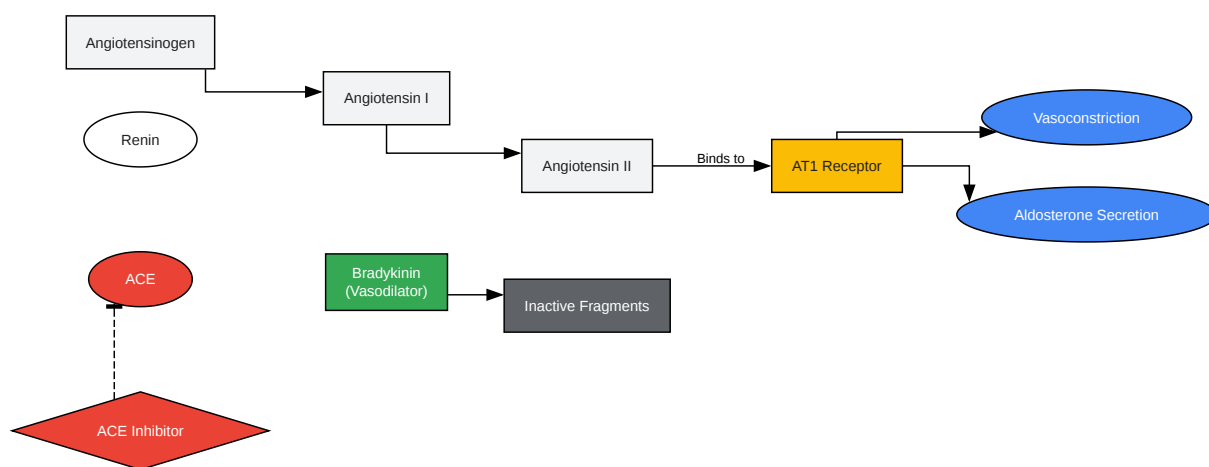 Angiotensinogen
Angiotensin I
Renin
Vasoconstriction
Angiotensin II
Binds to
AT1 Receptor
Aldosterone Secretion
ACE
Bradykinin
(Vasodilator)
Inactive Fragments
ACE Inhibitor